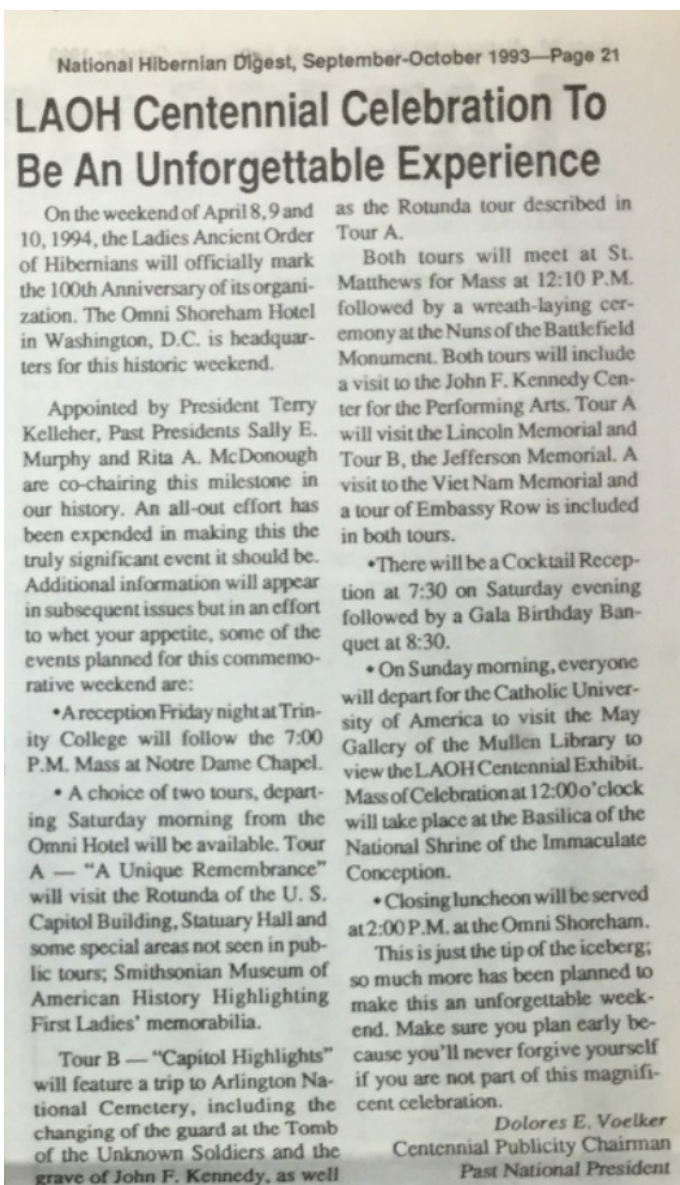 National Hibernian Digest, September-October 1993—Page 21
LAOH Centennial Celebration To
Be An Unforgettable Experience
On the weekend of April 8, 9 and
10, 1994, the Ladies Ancient Order
of Hibernians will officially mark
the 100th Anniversary of its organi-
zation. The Omni Shoreham Hotel
in Washington, D.C. is headquar-
ters for this historic weekend.
Appointed by President Terry
Kelleher, Past Presidents Sally E.
Murphy and Rita A. McDonough
are co-chairing this milestone in
our history. An all-out effort has
been expended in making this the
truly significant event it should be.
Additional information will appear
in subsequent issues but in an effort
to whet your appetite, some of the
events planned for this commemo-
rative weekend are:
•A reception Friday night at Trin-
ity College will follow the 7:00
P.M. Mass at Notre Dame Chapel.
• A choice of two tours, depart-
ing Saturday morning from the
Omni Hotel will be available. Tour
A — “A Unique Remembrance”
will visit the Rotunda of the U. S.
Capitol Building, Statuary Hall and
some special areas not seen in pub-
lic tours; Smithsonian Museum of
American History Highlighting
First Ladies’ memorabilia.
Tour B — “Capitol Highlights”
will feature a trip to Arlington Na-
tional Cemetery, including the
changing of the guard at the Tomb
of the Unknown Soldiers and the
grave of John F. Kennedy, as well
as the Rotunda tour described in
Tour A.
Both tours will meet at St.
Matthews for Mass at 12:10 P.M.
followed by a wreath-laying cer-
emony at the Nuns of the Battlefield
Monument. Both tours will include
a visit to the John F. Kennedy Cen-
ter for the Performing Arts. Tour A
will visit the Lincoln Memorial and
Tour B, the Jefferson Memorial. A
visit to the Viet Nam Memorial and
a tour of Embassy Row is included
in both tours.
•There will be a Cocktail Recep-
tion at 7:30 on Saturday evening
followed by a Gala Birthday Ban-
quet at 8:30.
• On Sunday morning, everyone
will depart for the Catholic Univer-
sity of America to visit the May
Gallery of the Mullen Library to
view the LAOH Centennial Exhibit.
Mass of Celebration at 12:00 o’clock
will take place at the Basilica of the
National Shrine of the Immaculate
Conception.
• Closing luncheon will be served
at 2:00 P.M. at the Omni Shoreham.
This is just the tip of the iceberg;
so much more has been planned to
make this an unforgettable week-
end. Make sure you plan early be-
cause you’ll never forgive yourself
if you are not part of this magnifi-
cent celebration.
Dolores E. Voelker
Centennial Publicity Chairman
Past National President